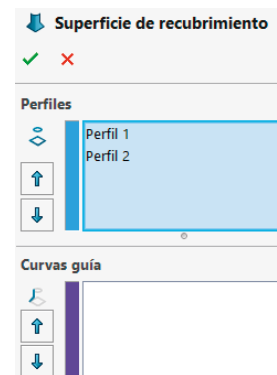 Superficie de recubrimiento
Perfiles
Perfil 1
Perfil 2
Curvas guía